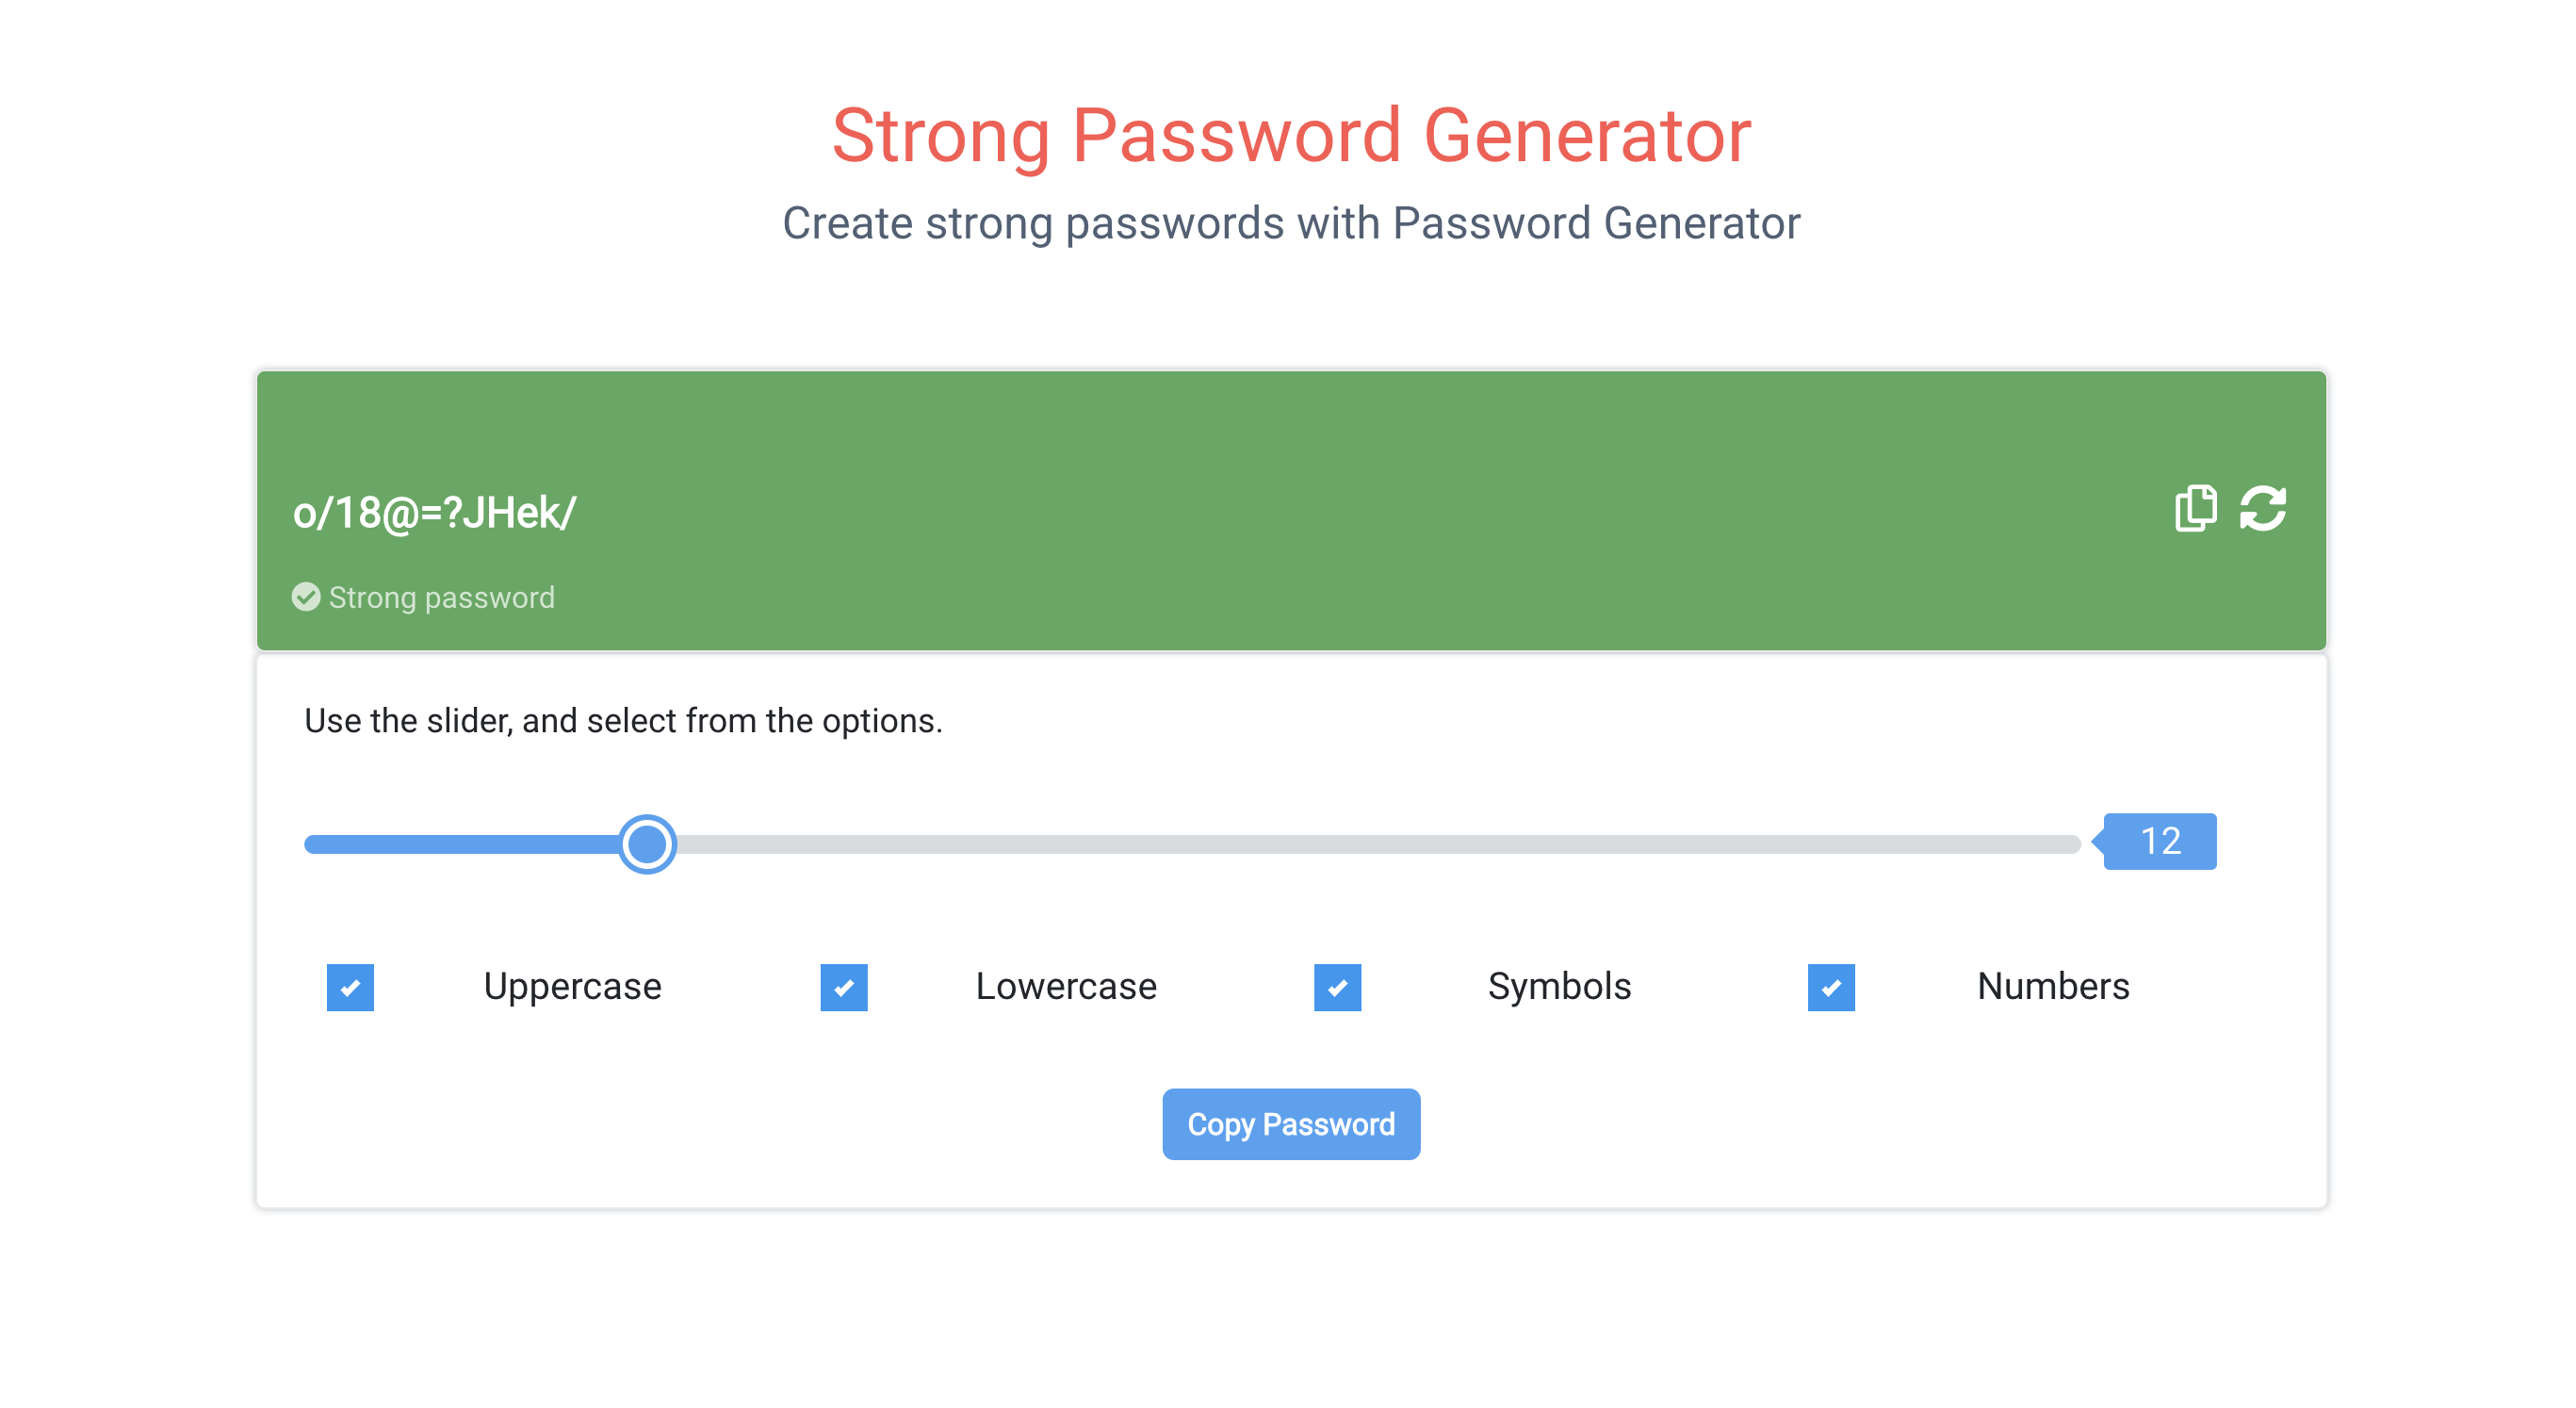 Strong Password Generator
Create strong passwords with Password Generator
o/18@=?JHek/
Strong password
Use the slider, and select from the options.
12
Uppercase Lowercase Symbols Numbers
Copy Password